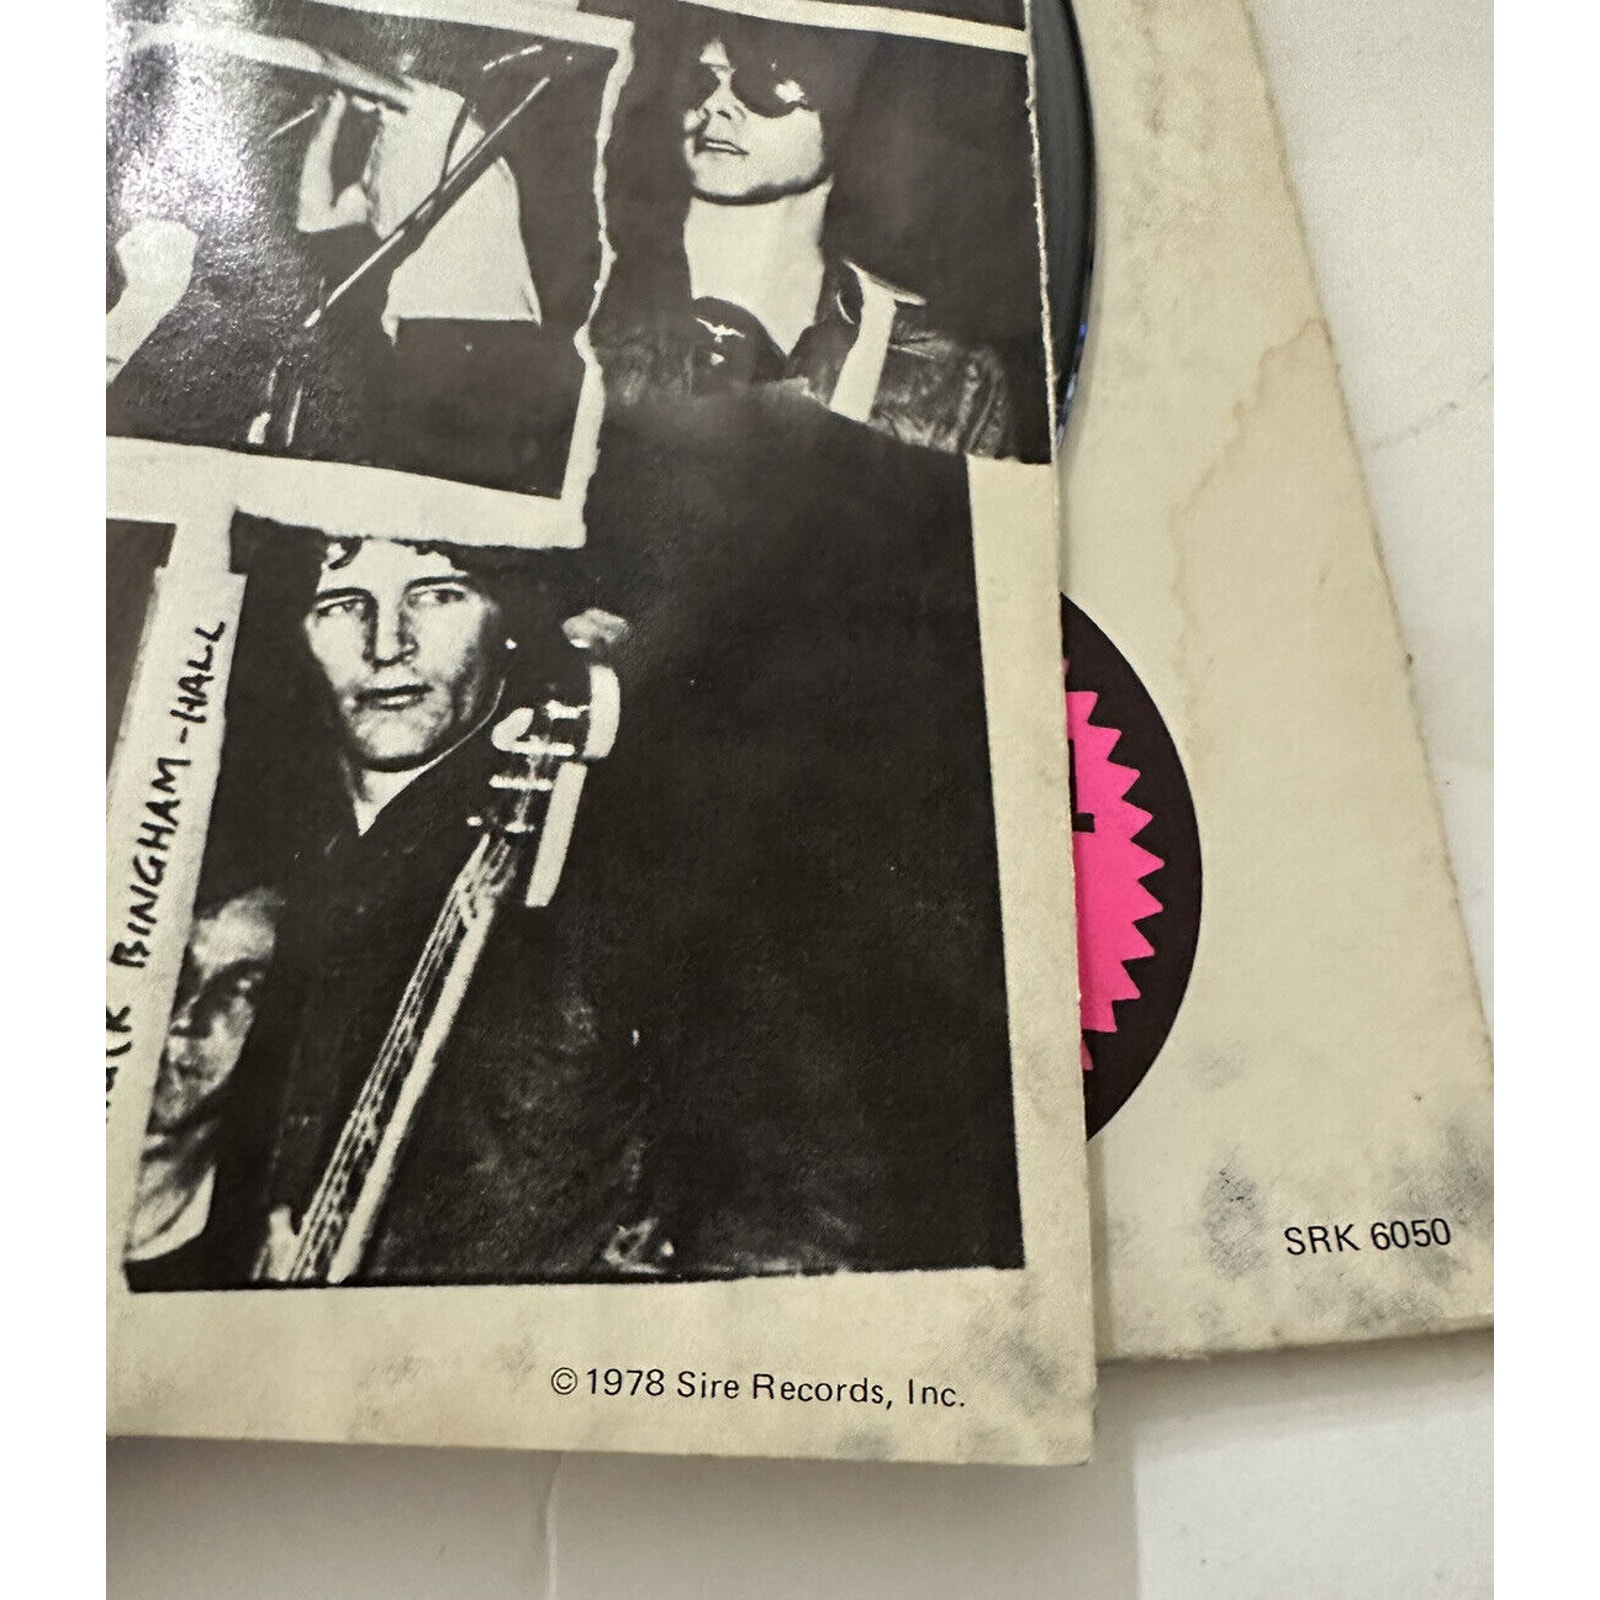 BINGHAM-HALL
SRK 6050
©1978 Sire Records, Inc.